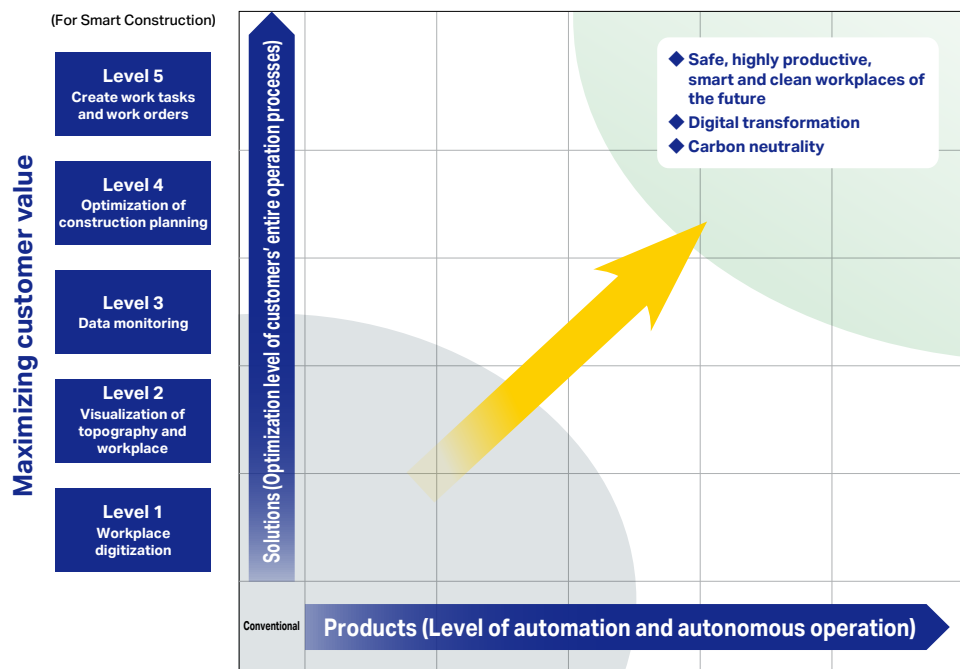 (For Smart Construction)
Maximizing customer value
Level 5
Create work tasks
and work orders
Level 4
Optimization of
construction planning
Level 3
Data monitoring
Level 2
Visualization of
topography and
workplace
Level 1
Workplace
digitization
Solutions (Optimization level of customers' entire operation processes)
◆ Safe, highly productive,
smart and clean workplaces of
the future
◆ Digital transformation
◆ Carbon neutrality
Conventional
Products (Level of automation and autonomous operation)